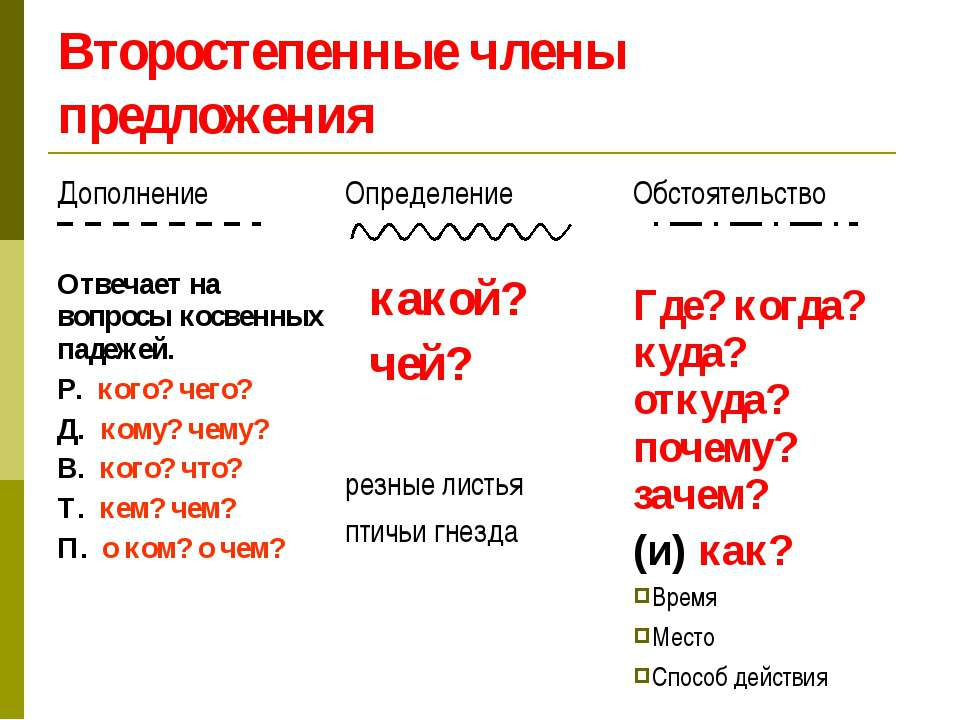 Второстепенные члены
предложения
Дополнение
Отвечает на
вопросы косвенных
падежей.
Р. кого? чего?
Д. кому? чему?
В. кого? что?
Т. кем? чем?
П. о ком? о чем?
Определение
какой?
чей?
резные листья
птичьи гнезда
Обстоятельство
Где? когда?
куда?
откуда?
почему?
зачем?
(и) как?
Время
Место
Способ действия